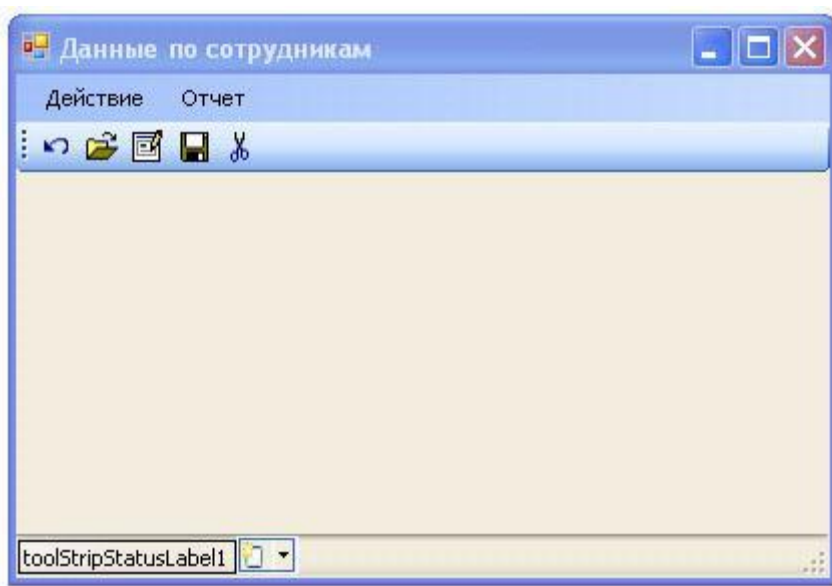 Данные по сотрудникам
Действие Отчет
toolStripStatusLabel1